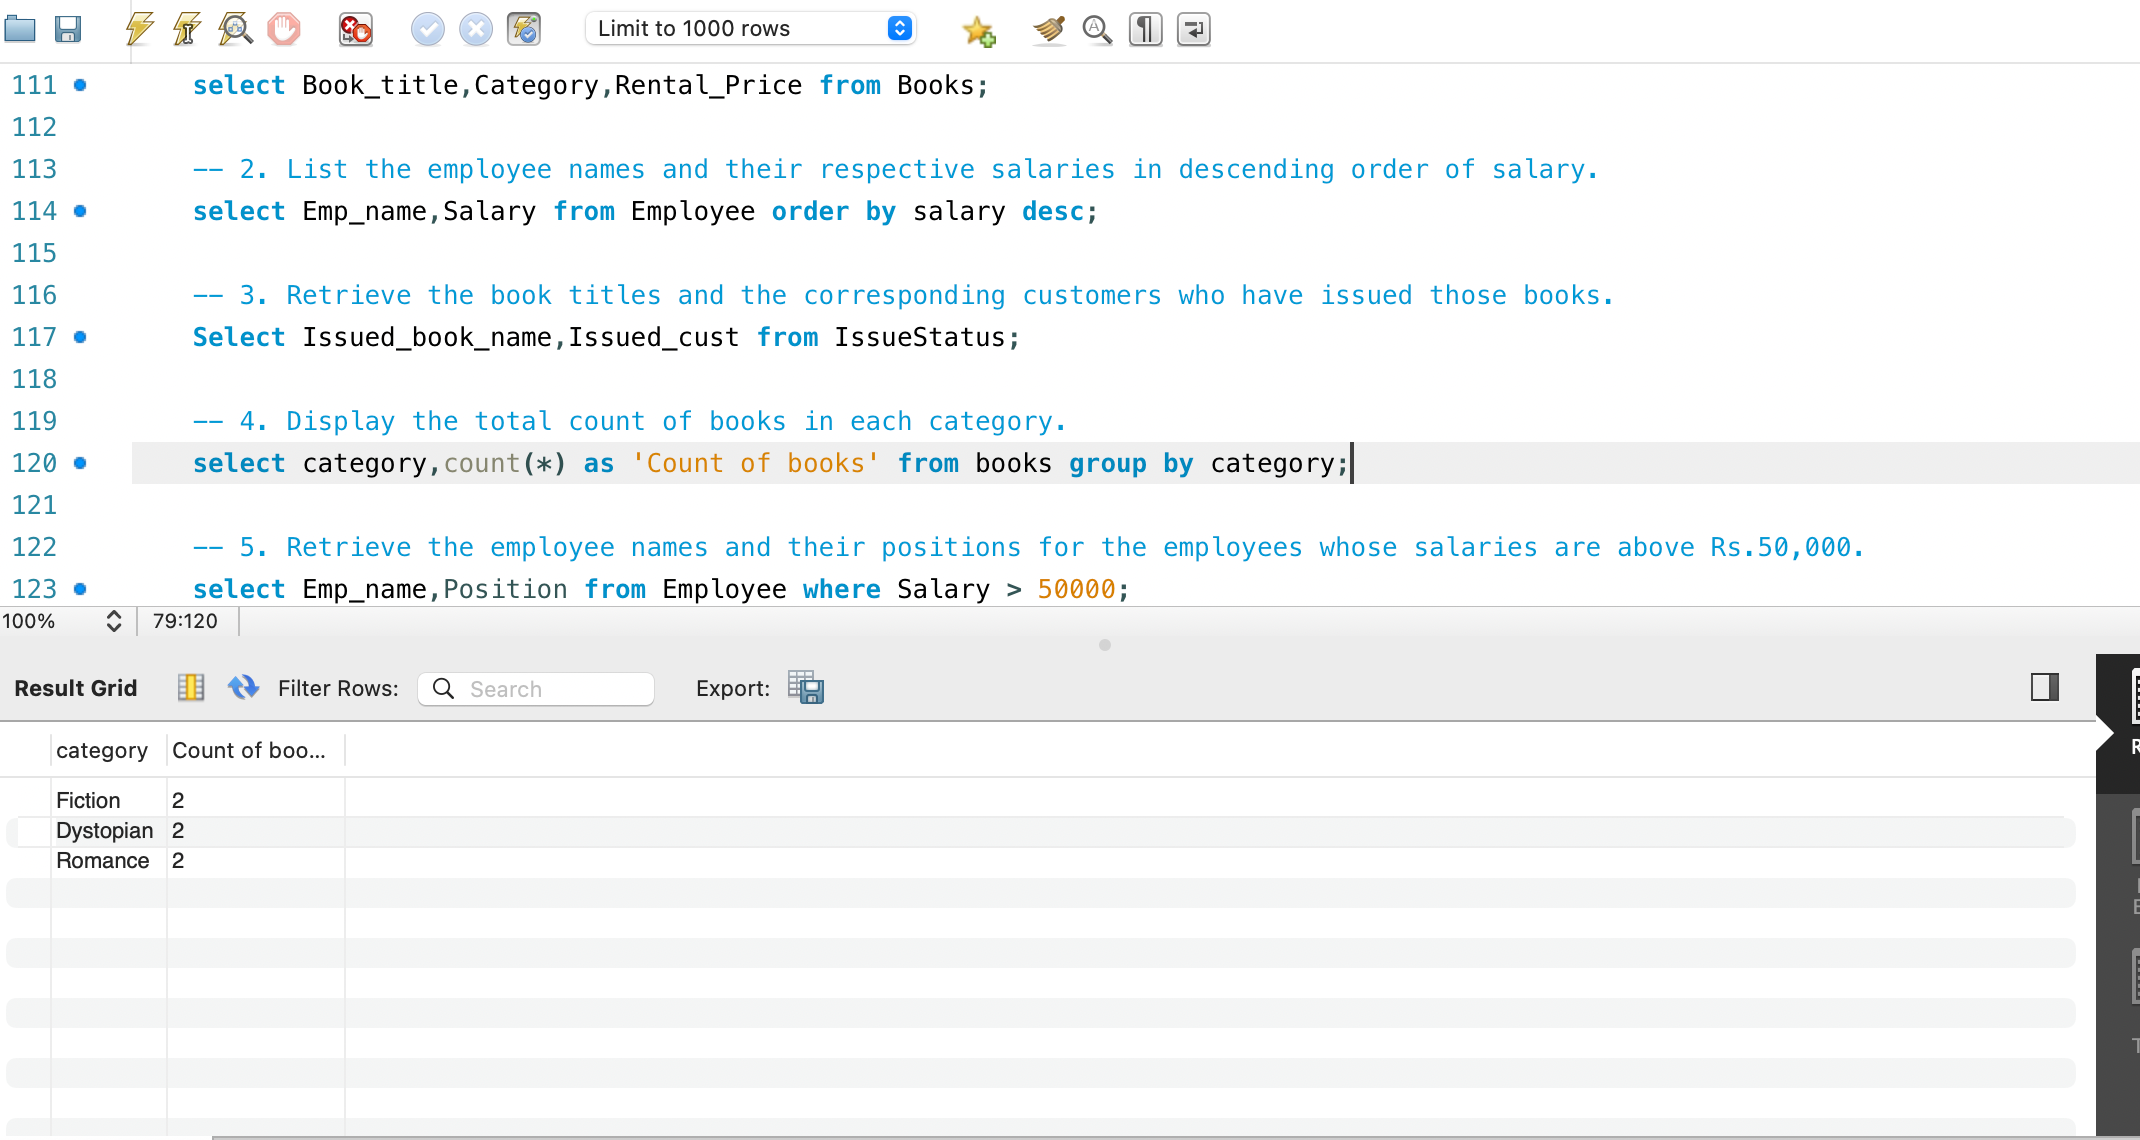 Limit to 1000 rows
111 select Book_title,Category,Rental_Price from Books;
112
113 -- 2. List the employee names and their respective salaries in descending order of salary.
114 select Emp_name,Salary from Employee order by salary desc;
115
116 -- 3. Retrieve the book titles and the corresponding customers who have issued those books.
117 Select Issued_book_name,Issued_cust from IssueStatus;
118
119 -- 4. Display the total count of books in each category.
120 select category,count(*) as 'Count of books' from books group by category;
121
122 -- 5. Retrieve the employee names and their positions for the employees whose salaries are above Rs.50,000.
123 select Emp_name,Position from Employee where Salary > 50000;
100% 79:120
Result Grid Filter Rows: Search Export:
category Count of boo...
Fiction 2
Dystopian 2
Romance 2